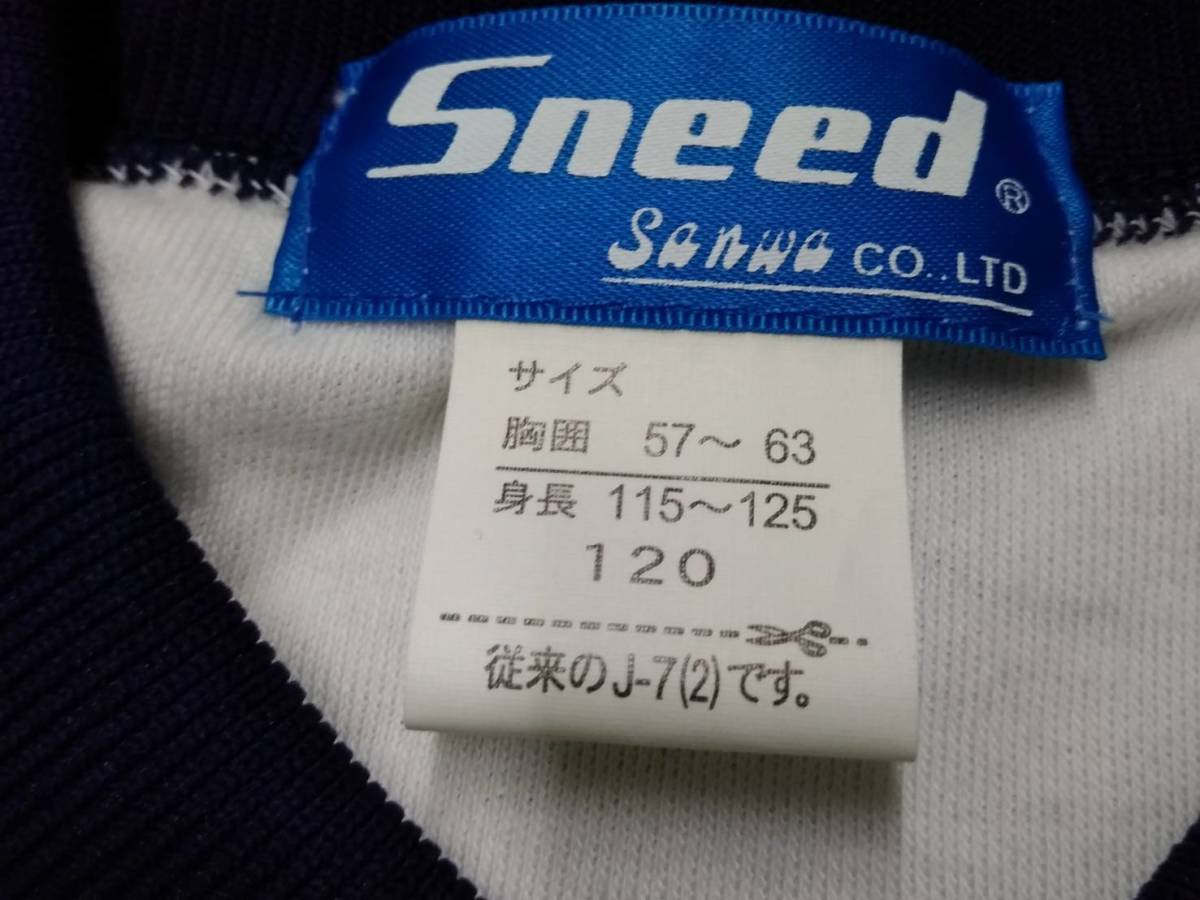 Sneed®
Sanwa CO.,LTD
サイズ
胸囲 57～63
身長 115～125
120
従来のJ-7(2)です。